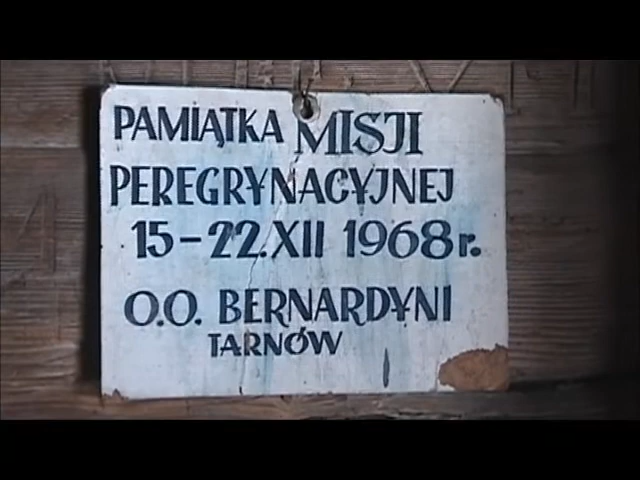 PAMIĄTKA MISJI
PEREGRYNACYJNEJ
15-22.XII 1968 r.
O.O. BERNARDYNI
TARNÓW